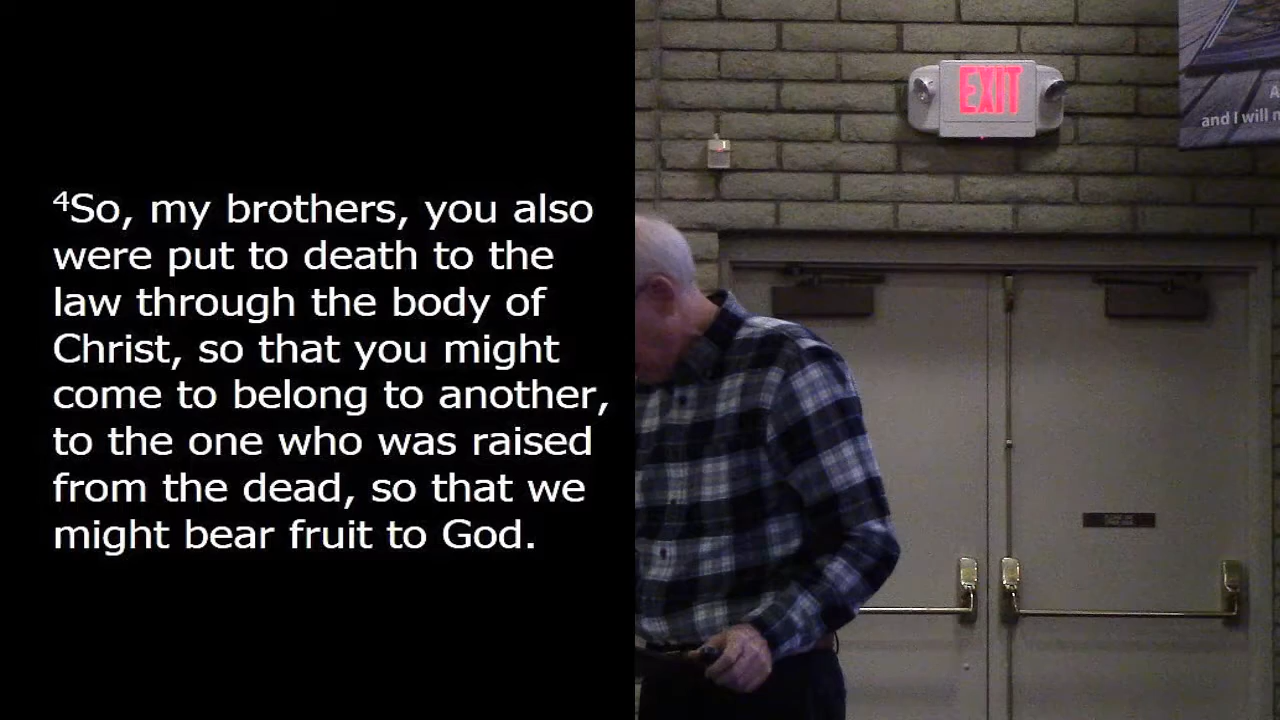 ⁴So, my brothers, you also
were put to death to the
law through the body of
Christ, so that you might
come to belong to another,
to the one who was raised
from the dead, so that we
might bear fruit to God.
EXIT
and I will